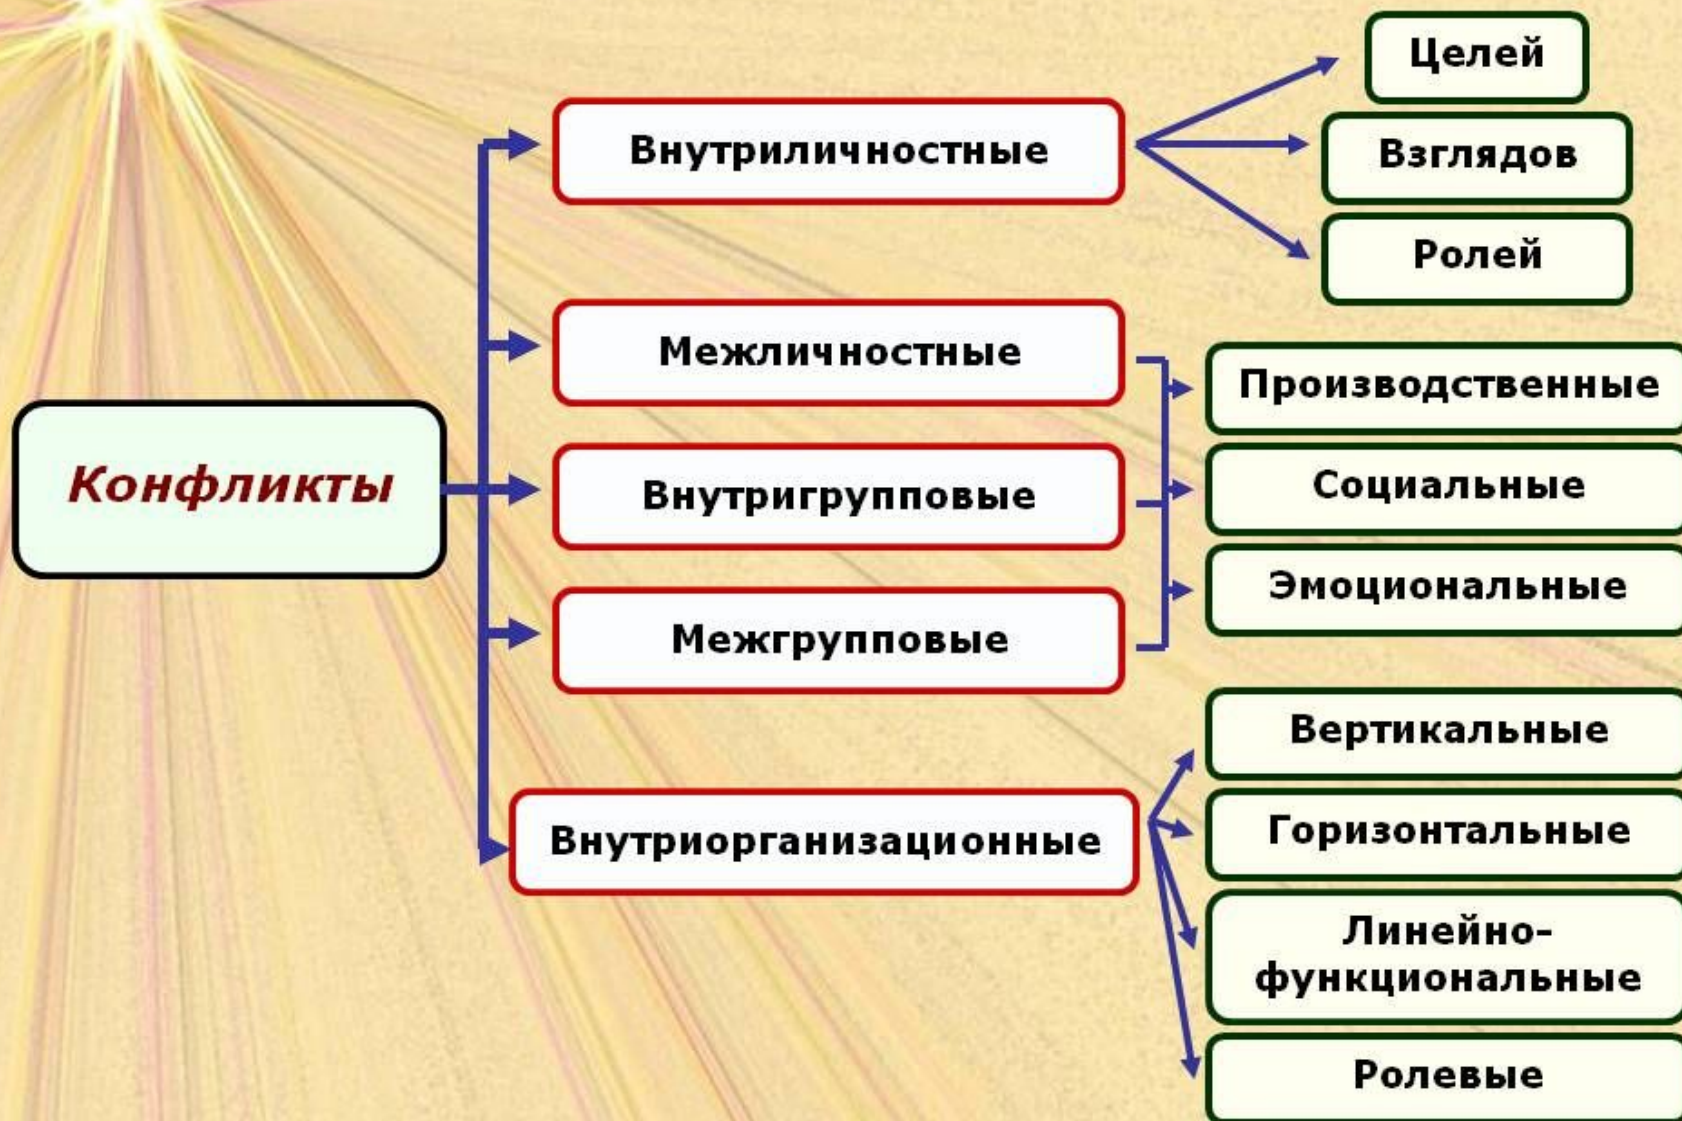 Конфликты
Внутриличностные
Целей
Взглядов
Ролей
Межличностные
Внутригрупповые
Межгрупповые
Производственные
Социальные
Эмоциональные
Внутриорганизационные
Вертикальные
Горизонтальные
Линейно-
функциональные
Ролевые